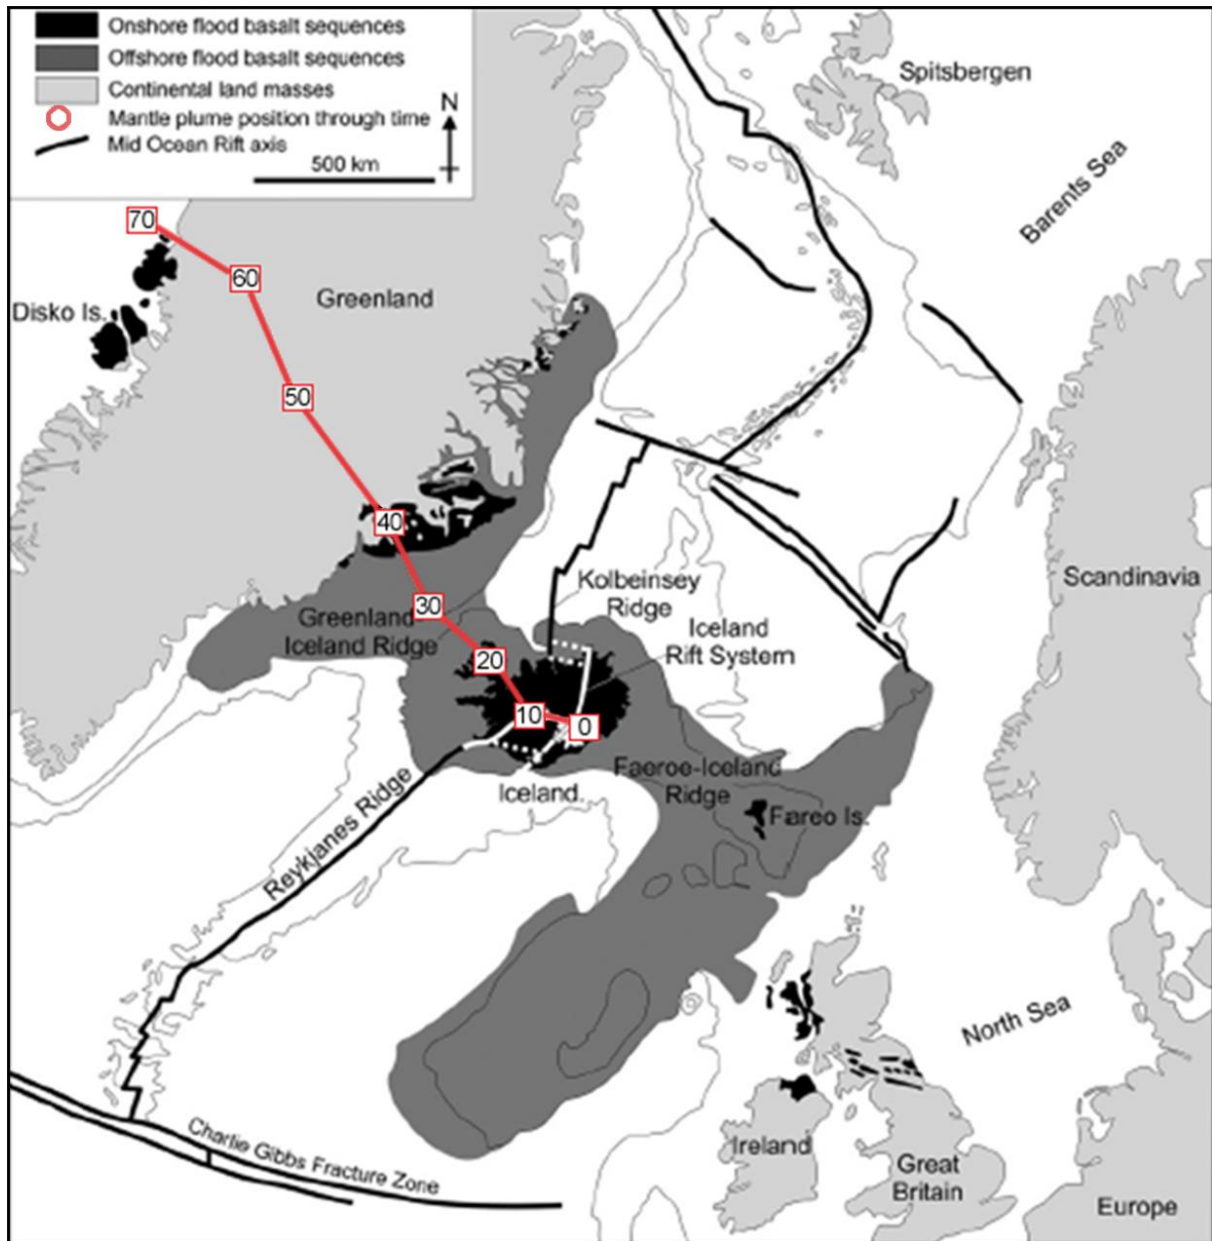 Onshore flood basalt sequences
Offshore flood basalt sequences
Continental land masses
Mantle plume position through time
Mid Ocean Rift axis
N
500 km
Spitsbergen
Barents Sea
70
60
Disko Is.
Greenland
50
40
Scandinavia
Kolbeinsey
Ridge
30
Greenland
Iceland Ridge
Iceland
Rift System
20
10
0
Faeroe-Iceland
Ridge
Iceland
Fareo Is.
Reykjanes Ridge
North Sea
Charlie Gibbs Fracture Zone
Ireland
Great
Britain
Europe